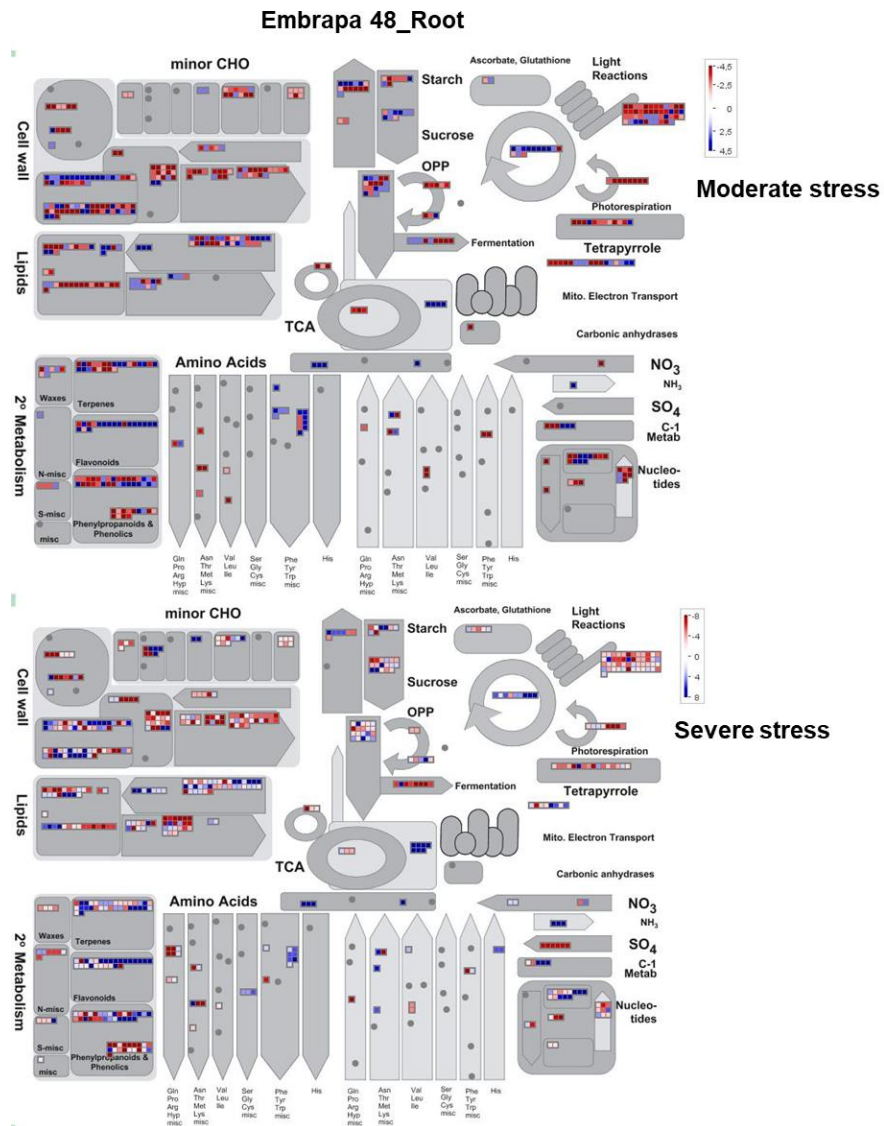 Embrapa 48_Root
minor CHO
Cell wall
Lipids
Starch
Sucrose
OPP
Fermentation
TCA
Ascorbate, Glutathione
Light
Reactions
-4,5
-2
0
2
4,5
Moderate stress
Photorespiration
Tetrapyrrole
Mito. Electron Transport
Carbonic anhydrases
2° Metabolism
Waxes
Terpenes
Flavonoids
N-misc
S-misc
misc
Phenylpropanoids &
Phenolics
Amino Acids
NO3
NH3
SO4
C-1
Metab
Nucleo-
tides
Gln
Pro
Arg
Hyp
misc
Asn
Thr
Met
Lys
misc
Val
Leu
Ile
Ser
Gly
Cys
misc
Phe
Tyr
Trp
misc
His
Gln
Pro
Arg
Hyp
misc
Asn
Thr
Met
Lys
misc
Val
Leu
Ile
Ser
Gly
Cys
misc
Phe
Tyr
Trp
misc
His
minor CHO
Cell wall
Lipids
Starch
Sucrose
OPP
Fermentation
TCA
Ascorbate, Glutathione
Light
Reactions
-8
-4
0
4
8
Severe stress
Photorespiration
Tetrapyrrole
Mito. Electron Transport
Carbonic anhydrases
2° Metabolism
Waxes
Terpenes
Flavonoids
N-misc
S-misc
misc
Phenylpropanoids &
Phenolics
Amino Acids
NO3
NH3
SO4
C-1
Metab
Nucleo-
tides
Gln
Pro
Arg
Hyp
misc
Asn
Thr
Met
Lys
misc
Val
Leu
Ile
Ser
Gly
Cys
misc
Phe
Tyr
Trp
misc
His
Gln
Pro
Arg
Hyp
misc
Asn
Thr
Met
Lys
misc
Val
Leu
Ile
Ser
Gly
Cys
misc
Phe
Tyr
Trp
misc
His